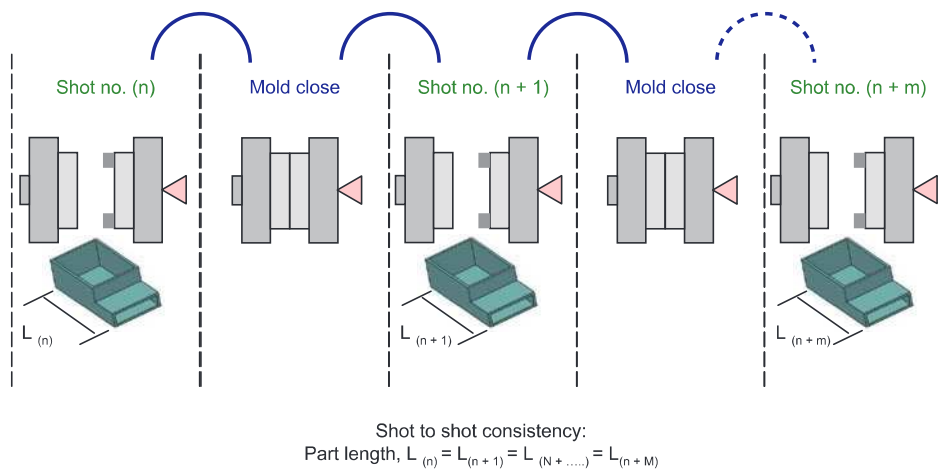 Shot no. (n)
Mold close
Shot no. (n + 1)
Mold close
Shot no. (n + m)
L (n)
L (n + 1)
L (n + m)
Shot to shot consistency:
Part length, L (n) = L(n + 1) = L (N + .....) = L(n + M)